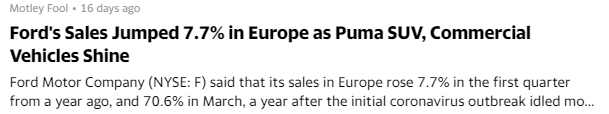 Motley Fool • 16 days ago
Ford's Sales Jumped 7.7% in Europe as Puma SUV, Commercial
Vehicles Shine
Ford Motor Company (NYSE: F) said that its sales in Europe rose 7.7% in the first quarter
from a year ago, and 70.6% in March, a year after the initial coronavirus outbreak idled mo...